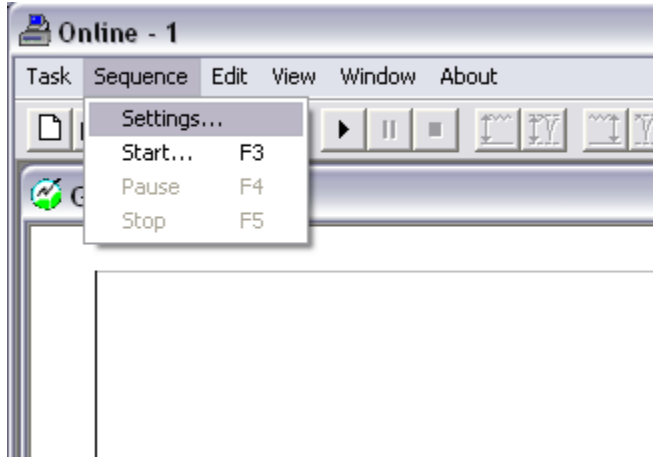 Online - 1
Task Sequence Edit View Window About
Settings...
Start... F3
Pause F4
Stop F5
G